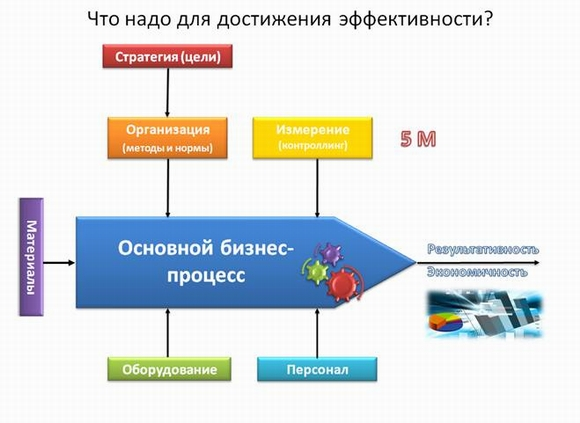 Что надо для достижения эффективности?
Стратегия (цели)
Организация
(методы и нормы)
Измерение
(контроллинг)
5 М
Материалы
Основной бизнес-
процесс
Результативность
Экономичность
Оборудование
Персонал